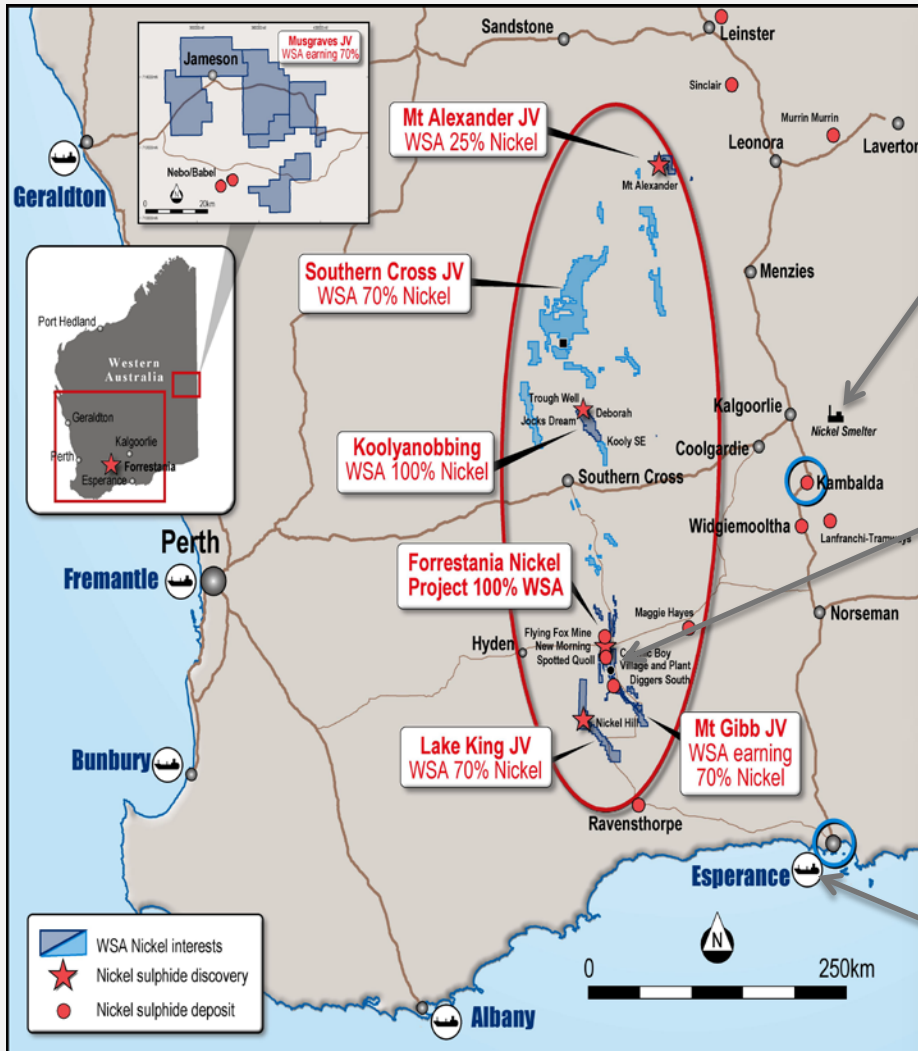 Sandstone
Leinster
Sinclair
Murrin Murrin
Laverton
Leonora
Musgraves JV
WSA earning 70%
Jameson
Nebo/Babel
N
0 20km
Geraldton
Mt Alexander JV
WSA 25% Nickel
Mt Alexander
Menzies
Southern Cross JV
WSA 70% Nickel
Port Hedland
Western
Australia
Geraldton
Kalgoorlie
Perth
Forrestania
Esperance
Trough Well
Deborah
Jocks Dream
Kooly SE
Koolyanobbing
WSA 100% Nickel
Kalgoorlie
Nickel Smelter
Coolgardie
Southern Cross
Kambalda
Widgiemooltha
Lanfranchi-Tramways
Perth
Fremantle
Forrestania Nickel
Project 100% WSA
Norseman
Maggie Hayes
Hyden
Flying Fox Mine
New Morning
Spotted Quoll
Boy
Village and Plant
Diggers South
Nickel Hill
Mt Gibb JV
WSA earning
70% Nickel
Lake King JV
WSA 70% Nickel
Bunbury
Ravensthorpe
Esperance
WSA Nickel interests
Nickel sulphide discovery
Nickel sulphide deposit
N
0 250km
Albany